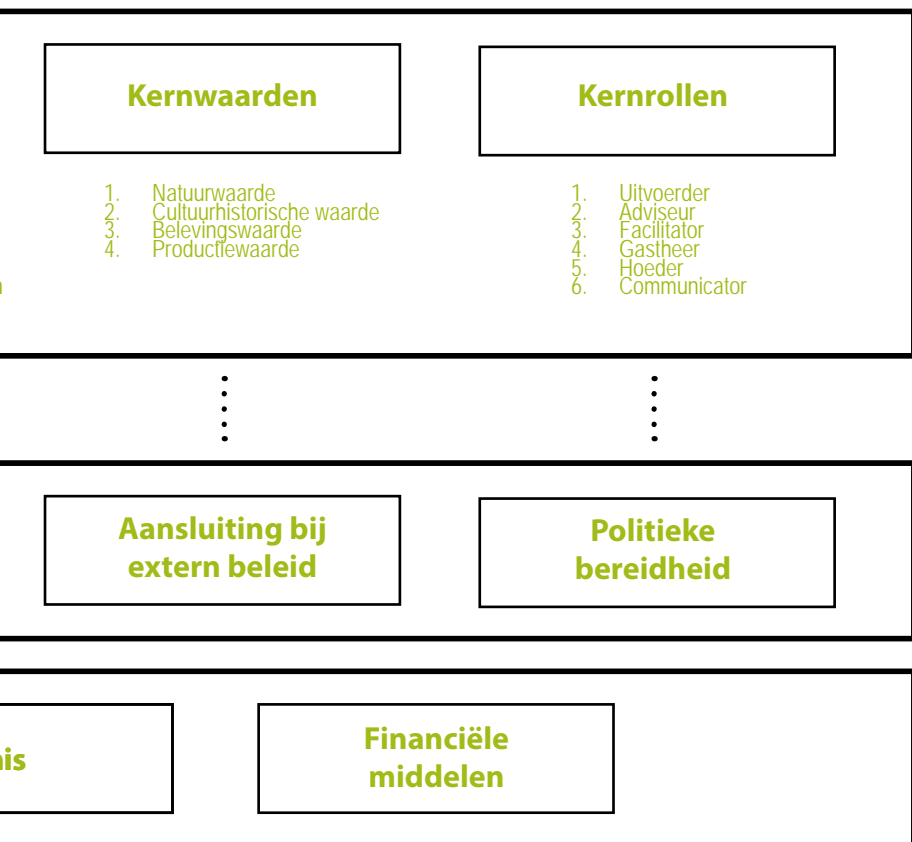 Kernwaarden
1. Natuurwaarde
2. Cultuurhistorische waarde
3. Belevingswaarde
4. Productiewaarde
Kernrollen
1. Uitvoerder
2. Adviseur
3. Facilitator
4. Gastheer
5. Hoeder
6. Communicator
Aansluiting bij
extern beleid
Politieke
bereidheid
Financiële
middelen